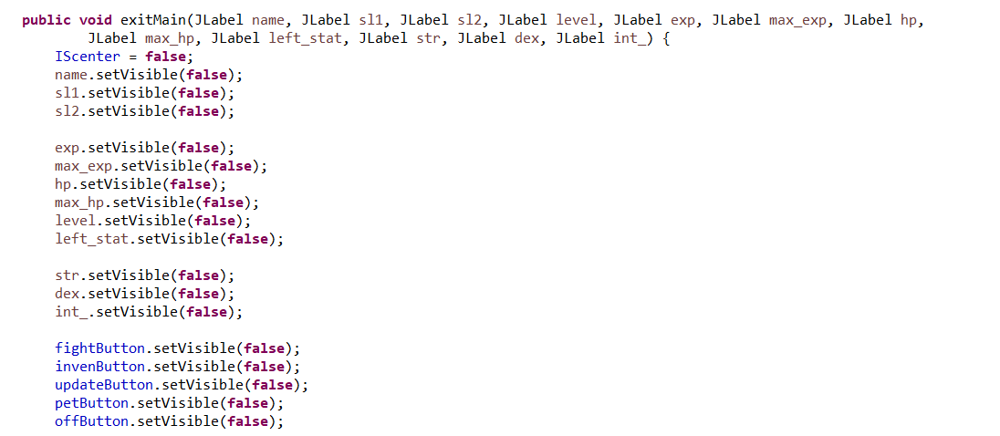 public void exitMain(JLabel name, JLabel sl1, JLabel sl2, JLabel level, JLabel exp, JLabel max_exp, JLabel hp,
JLabel max_hp, JLabel left_stat, JLabel str, JLabel dex, JLabel int_) {
IScenter = false;
name.setVisible(false);
sl1.setVisible(false);
sl2.setVisible(false);
exp.setVisible(false);
max_exp.setVisible(false);
hp.setVisible(false);
max_hp.setVisible(false);
level.setVisible(false);
left_stat.setVisible(false);
str.setVisible(false);
dex.setVisible(false);
int_.setVisible(false);
fightButton.setVisible(false);
invenButton.setVisible(false);
updateButton.setVisible(false);
petButton.setVisible(false);
offButton.setVisible(false);